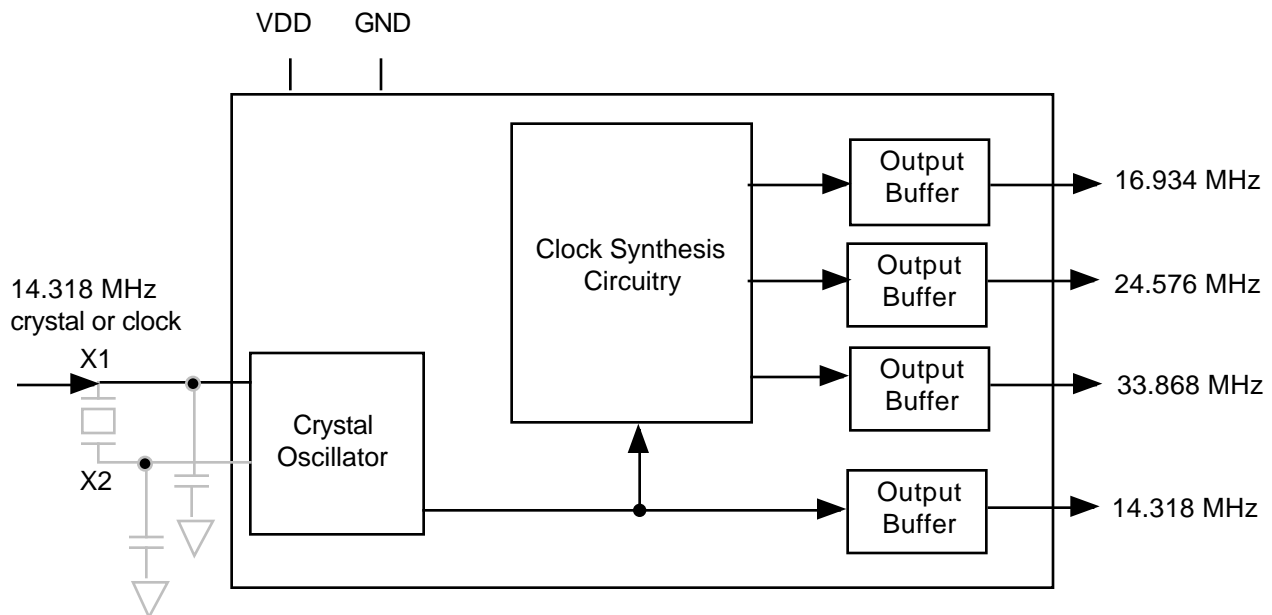 VDD
GND
Output
Buffer
16.934 MHz
Clock Synthesis
Circuitry
Output
Buffer
24.576 MHz
14.318 MHz
crystal or clock
X1
Output
Buffer
33.868 MHz
Crystal
Oscillator
X2
Output
Buffer
14.318 MHz